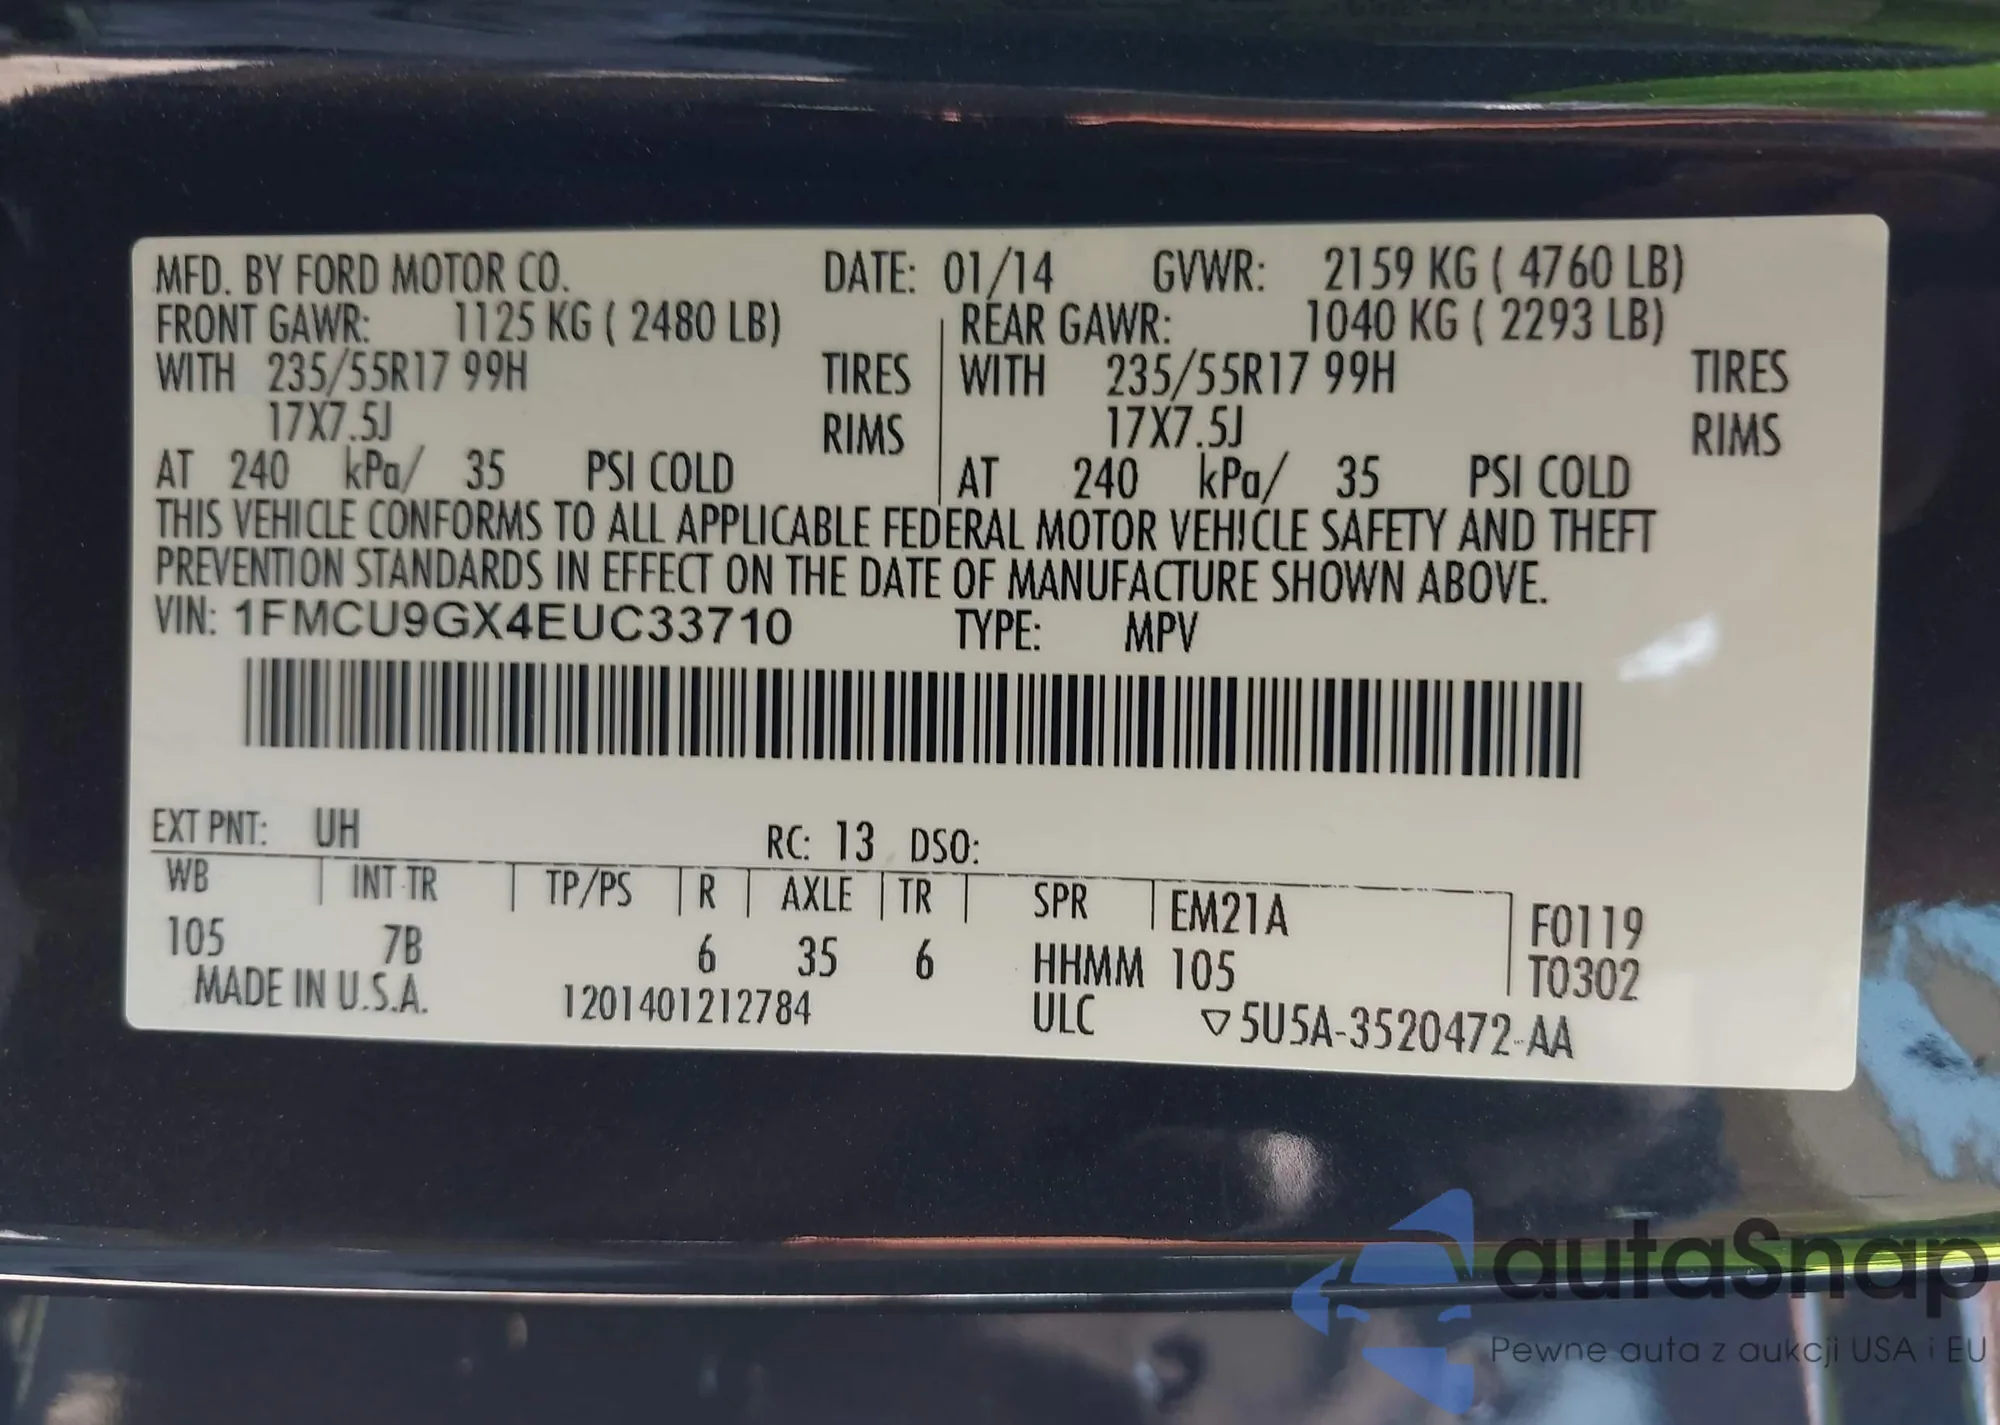 MFD. BY FORD MOTOR CO. DATE: 01/14 GVWR: 2159 KG ( 4760 LB)
FRONT GAWR: 1125 KG ( 2480 LB) REAR GAWR: 1040 KG ( 2293 LB)
WITH 235/55R17 99H TIRES WITH 235/55R17 99H TIRES
17X7.5J RIMS 17X7.5J RIMS
AT 240 kPa/ 35 PSI COLD AT 240 kPa/ 35 PSI COLD
THIS VEHICLE CONFORMS TO ALL APPLICABLE FEDERAL MOTOR VEHICLE SAFETY AND THEFT
PREVENTION STANDARDS IN EFFECT ON THE DATE OF MANUFACTURE SHOWN ABOVE.
VIN: 1FMCU9GX4EUC33710 TYPE: MPV
EXT PNT: UH RC: 13 DSO:
WB INT TR TP/PS R AXLE TR SPR EM21A F0119
105 7B 6 35 6 HHMM 105 T0302
MADE IN U.S.A. 1201401212784 ULC ▽5U5A-3520472-AA
autaSnap
Pewne auta z aukcji USA i EU